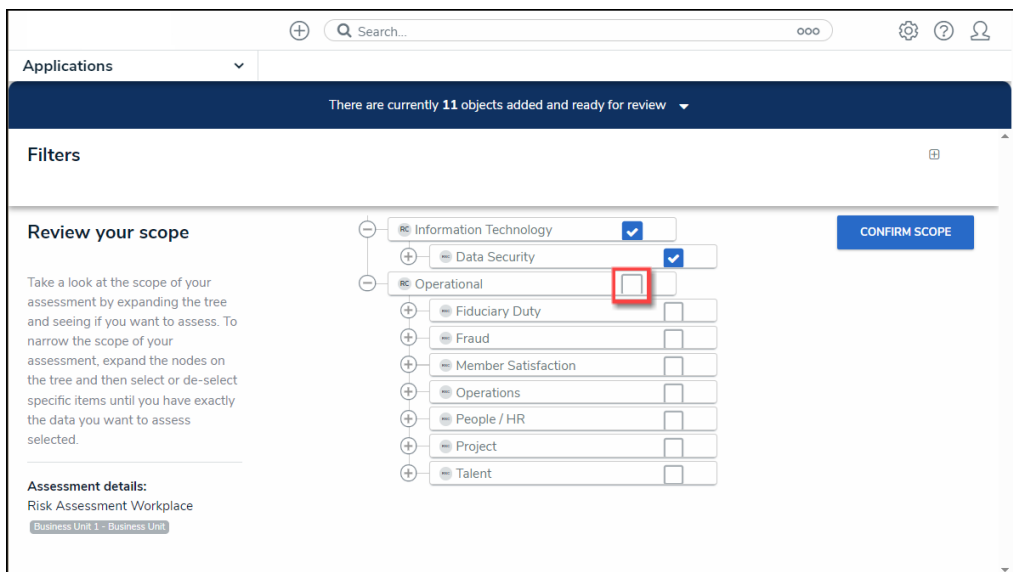 Search...
ooo
Applications
There are currently 11 objects added and ready for review
Filters
Review your scope
Take a look at the scope of your
assessment by expanding the tree
and seeing if you want to assess. To
narrow the scope of your
assessment, expand the nodes on
the tree and then select or de-select
specific items until you have exactly
the data you want to assess
selected.
Assessment details:
Risk Assessment Workplace
Business Unit 1 - Business Unit
RC Information Technology
Data Security
RC Operational
Fiduciary Duty
Fraud
Member Satisfaction
Operations
People / HR
Project
Talent
CONFIRM SCOPE